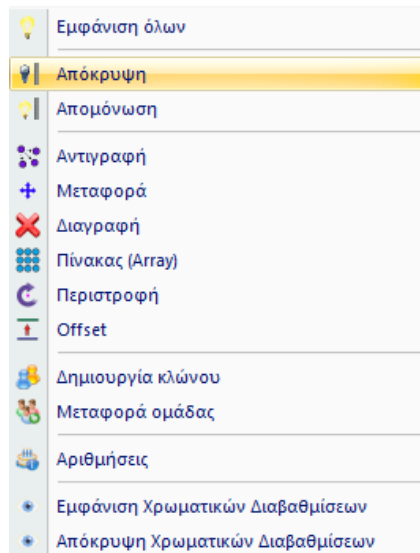 Εμφάνιση όλων
Απόκρυψη
Απομόνωση
Αντιγραφή
Μεταφορά
Διαγραφή
Πίνακας (Array)
Περιστροφή
Offset
Δημιουργία κλώνου
Μεταφορά ομάδας
Αριθμήσεις
Εμφάνιση Χρωματικών Διαβαθμίσεων
Απόκρυψη Χρωματικών Διαβαθμίσεων